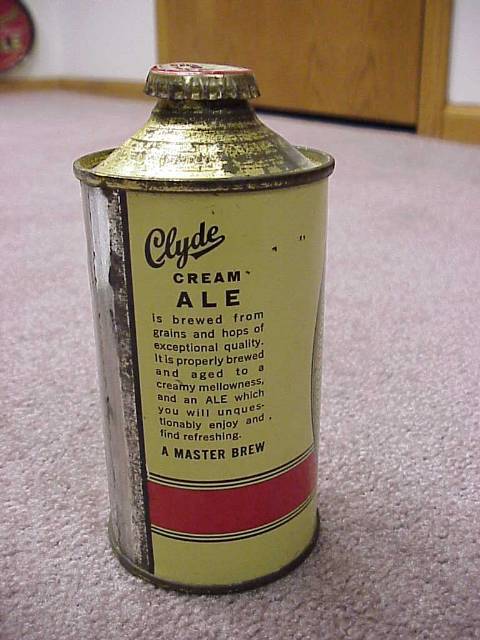 Clyde
CREAM
ALE
is brewed from
grains and hops of
exceptional quality.
It is properly brewed
and aged to a
creamy mellowness,
and an ALE which
you will unques-
tionably enjoy and
find refreshing.
A MASTER BREW